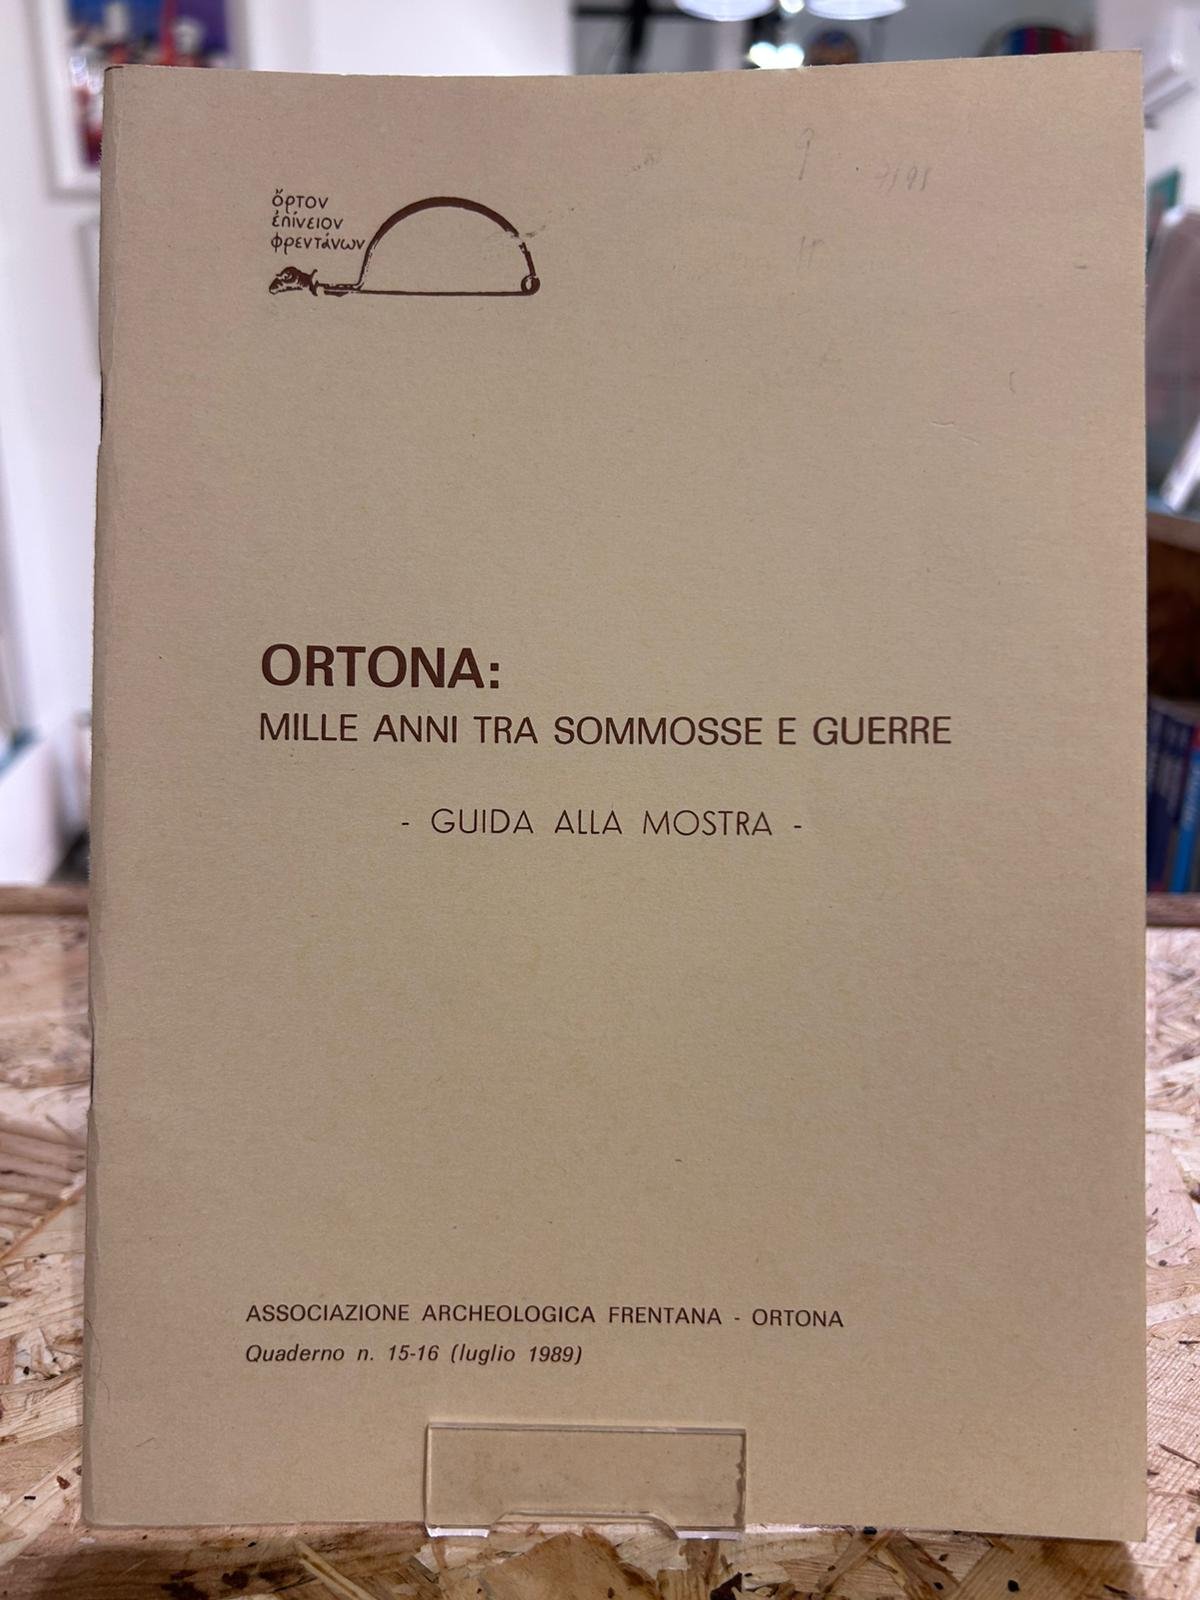 ὄρτον
ἐπίνειον
φρεντάνων
ORTONA:
MILLE ANNI TRA SOMMOSSE E GUERRE
- GUIDA ALLA MOSTRA -
ASSOCIAZIONE ARCHEOLOGICA FRENTANA - ORTONA
Quaderno n. 15-16 (luglio 1989)